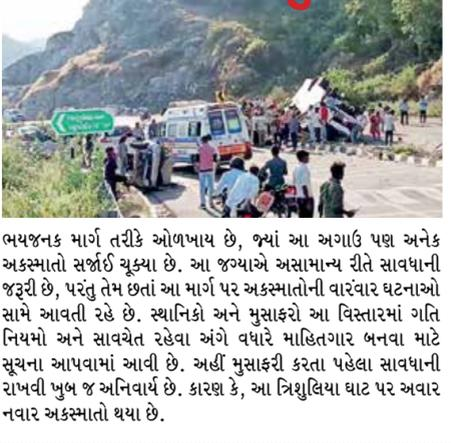 ભયજનક માર્ગ તરીકે ઓળખાય છે, જ્યાં આ અગાઉ પણ અનેક
અકસ્માતો સર્જાઈ ચૂક્યા છે. આ જગ્યાએ અસામાન્ય રીતે સાવધાની
જરૂરી છે, પરંતુ તેમ છતાં આ માર્ગ પર અકસ્માતોની વારંવાર ઘટનાઓ
સામે આવતી રહે છે. સ્થાનિકો અને મુસાફરો આ વિસ્તારમાં ગતિ
નિયમો અને સાવચેત રહેવા અંગે વધારે માહિતગાર બનવા માટે
સૂચના આપવામાં આવી છે. અહીં મુસાફરી કરતા પહેલા સાવધાની
રાખવી ખુબ જ અનિવાર્ય છે. કારણ કે, આ ત્રિશુલિયા ઘાટ પર અવાર
નવાર અકસ્માતો થયા છે.